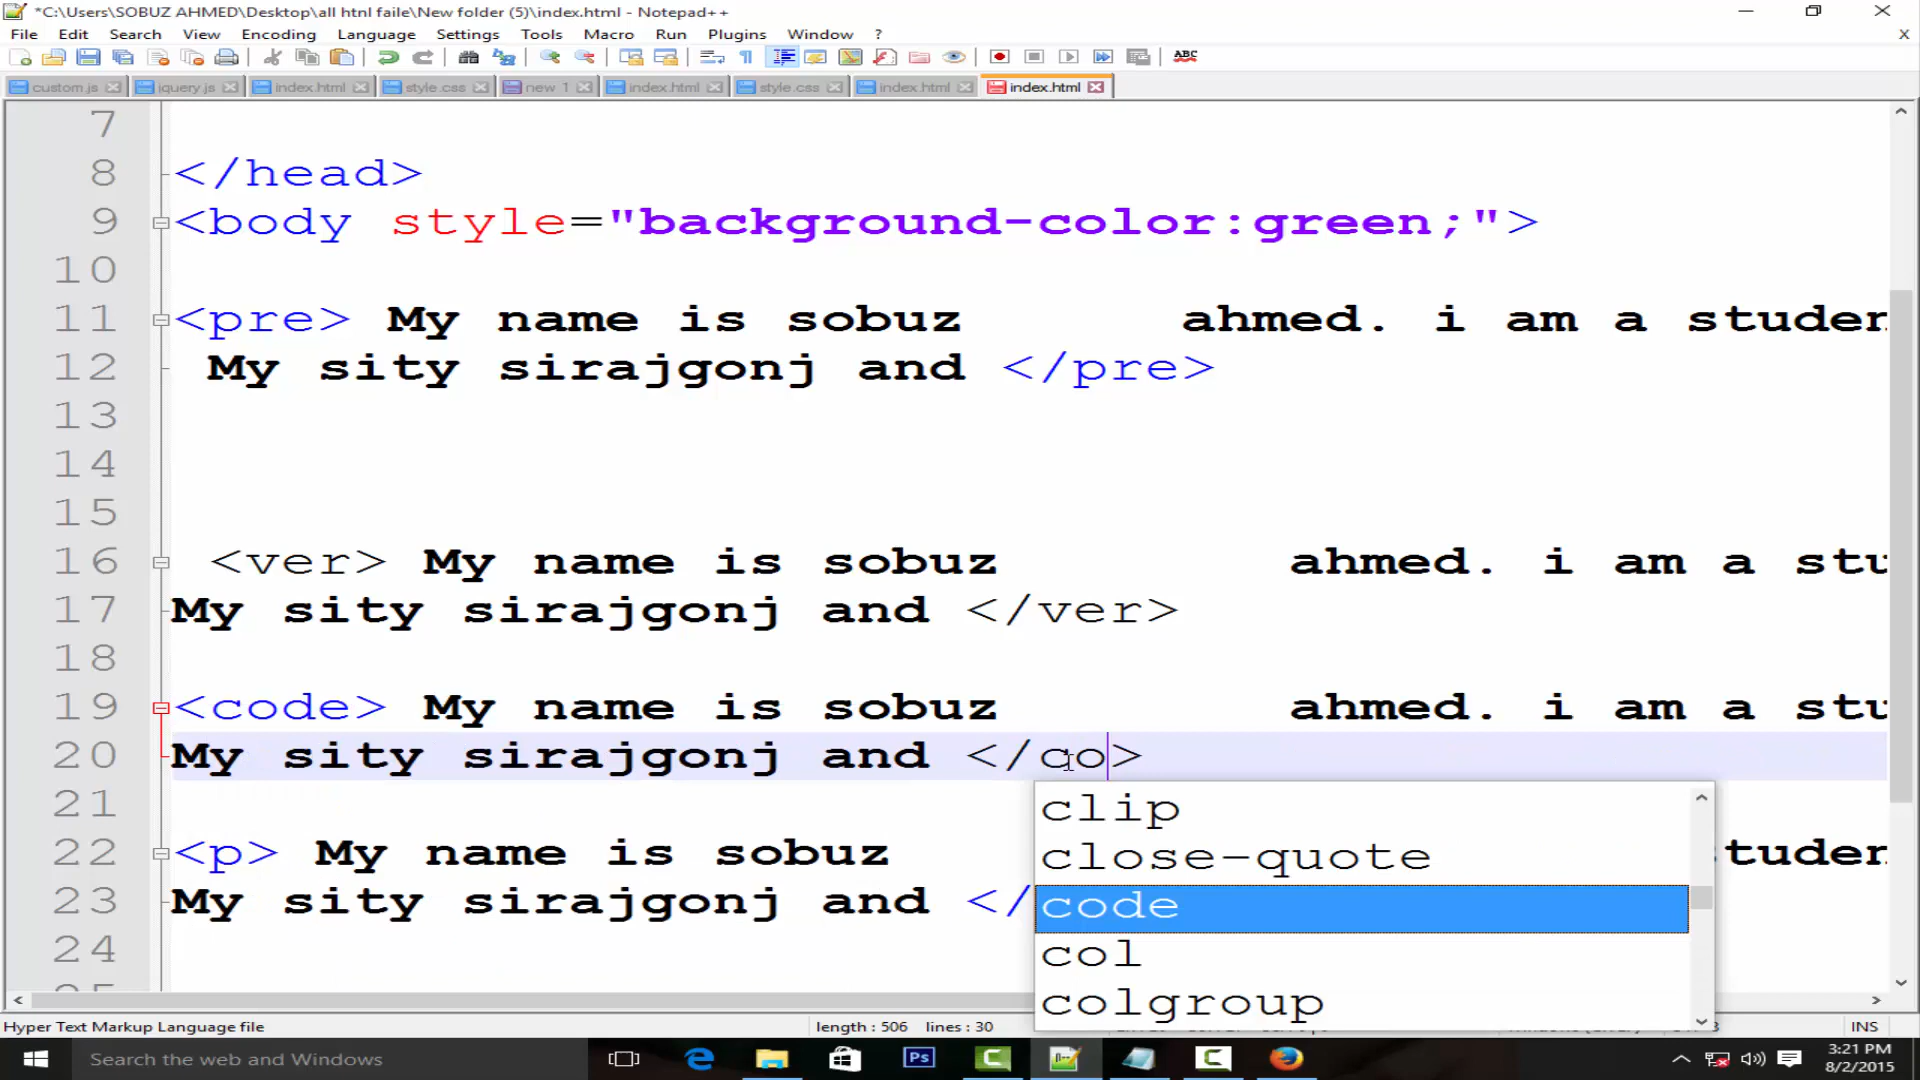 *C:\Users\SOBUZ AHMED\Desktop\all htnl faile\New folder (5)\index.html - Notepad++
File Edit Search View Encoding Language Settings Tools Macro Run Plugins Window ? X
ABC
custom.js jquery.js index.html style.css new 1 index.html style.css index.html index.html
7
8 </head>
9 <body style="background-color:green;">
10
11 <pre> My name is sobuz ahmed. i am a studen
12 My sity sirajgonj and </pre>
13
14
15
16 <ver> My name is sobuz ahmed. i am a stu
17 My sity sirajgonj and </ver>
18
19 <code> My name is sobuz ahmed. i am a stu
20 My sity sirajgonj and </co>
21
clip
22 <p> My name is sobuz
close-quote
studen
23 My sity sirajgonj and </
code
24
col
colgroup
Hyper Text Markup Language file length : 506 lines : 30 INS
Search the web and Windows
Ps
3:21 PM
8/2/2015